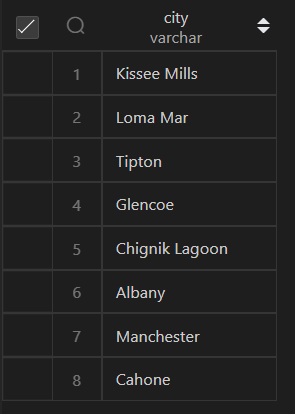 city
varchar
1 Kissee Mills
2 Loma Mar
3 Tipton
4 Glencoe
5 Chignik Lagoon
6 Albany
7 Manchester
8 Cahone